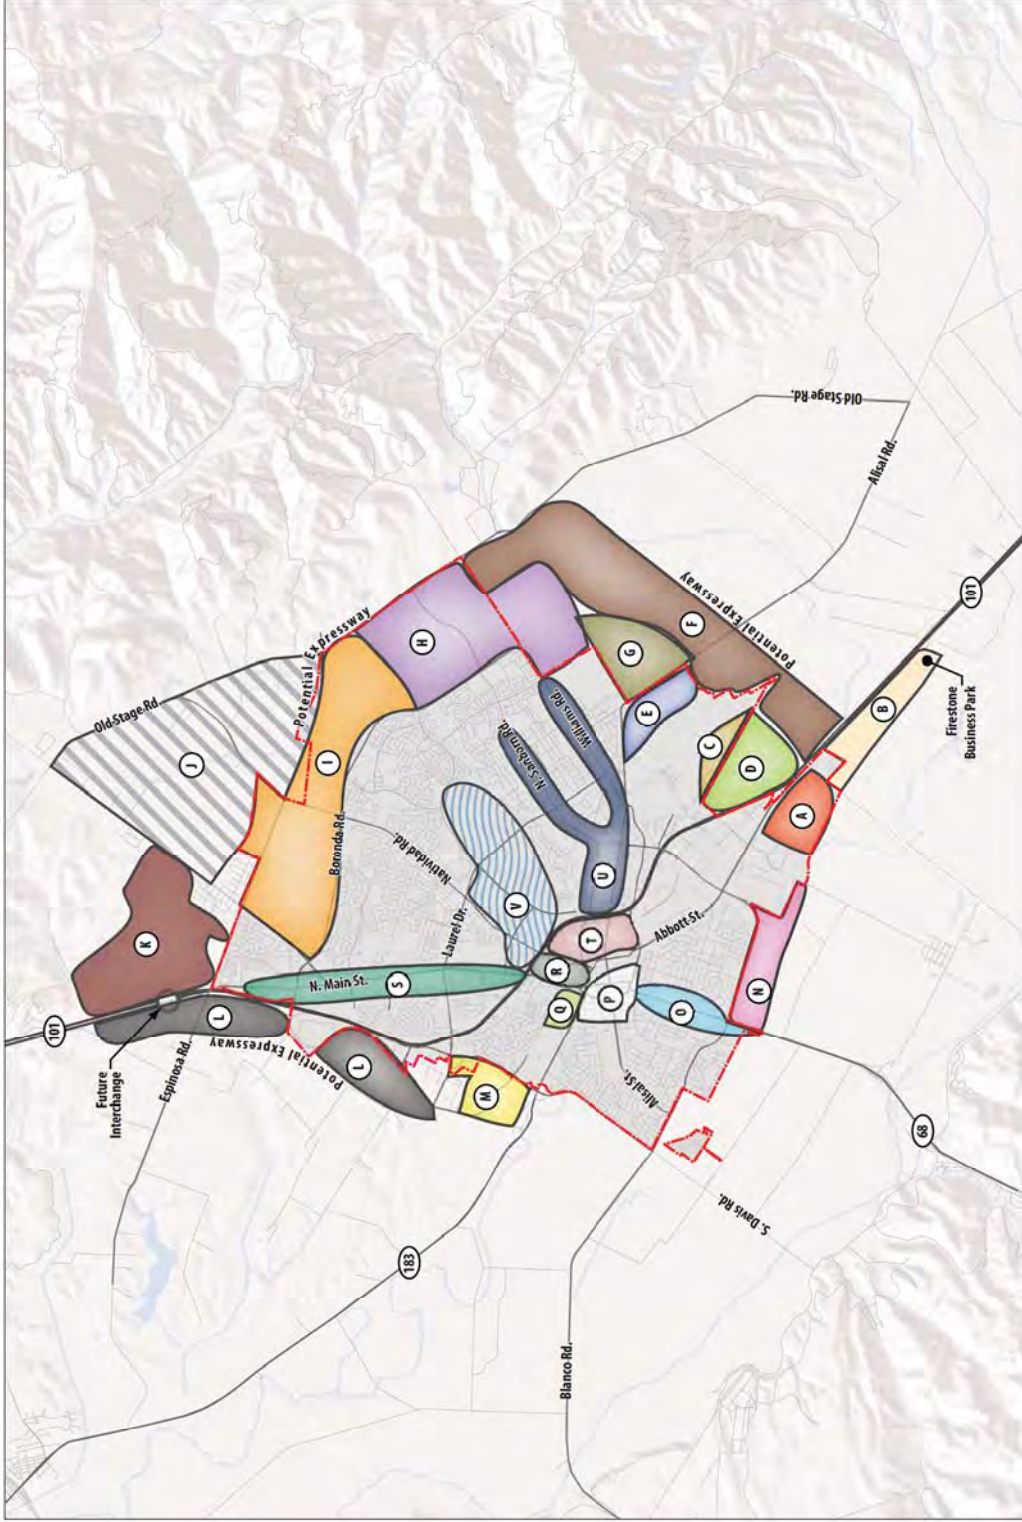 Future
Interchange
101
K
Old Stage Rd.
Espinosa Rd.
J
L
Potential Expressway
Potential Expressway
I
Boronda Rd.
N. Main St.
L
S
Natividad Rd.
183
H
Laurel Dr.
M
V
N. Sanborn Rd.
Williams Rd.
R
Q
Blanco Rd.
T
U
P
G
Alisal St.
E
Abbott St.
O
F
C
Potential Expressway
S. Davis Rd.
D
N
A
Old Stage Rd.
B
Alisal Rd.
68
Firestone
Business Park
101